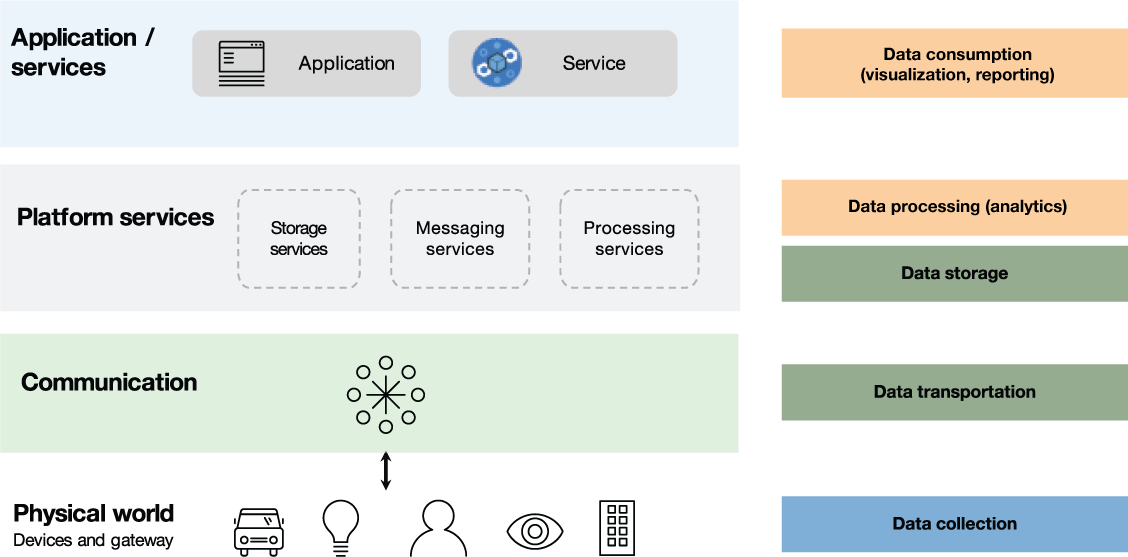 Application /
services
Application
Service
Data consumption
(visualization, reporting)
Platform services
Storage
services
Messaging
services
Processing
services
Data processing (analytics)
Data storage
Communication
Data transportation
Physical world
Devices and gateway
Data collection